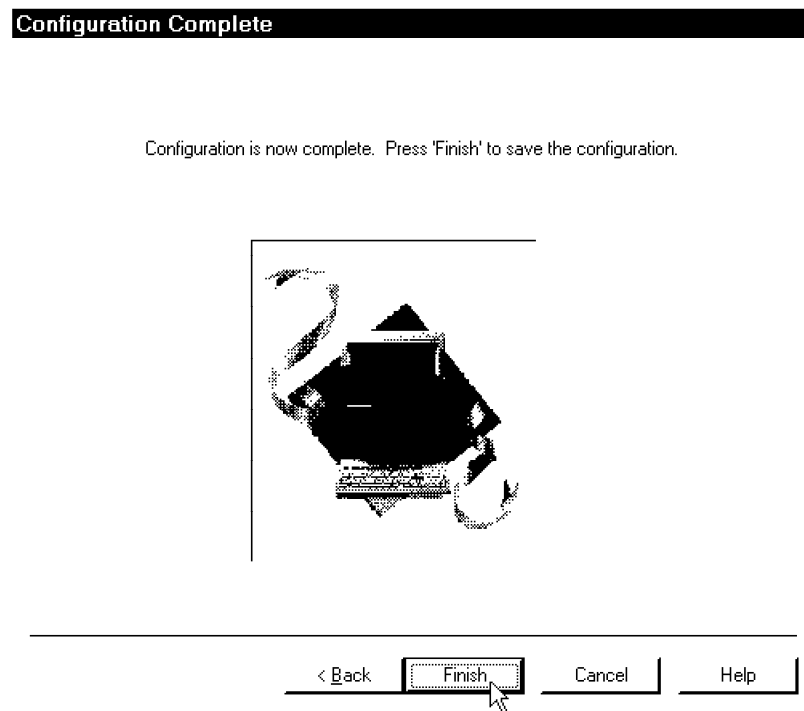 Configuration Complete
Configuration is now complete.  Press 'Finish' to save the configuration.
< Back Finish Cancel Help